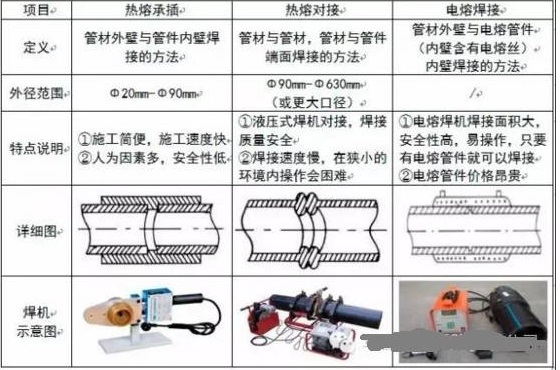 项目
热熔承插
热熔对接
电熔焊接
定义
管材外壁与管件内壁焊
接的方法
管材与管材，管材与管件
端面焊接的方法
管材外壁与电熔管件
（内壁含有电熔丝）
内壁焊接的方法
外径范围
Φ20mm-Φ90mm
Φ90mm-Φ630mm
（或更大口径）
/
特点说明
①施工简便，施工速度快
②人为因素多，安全性低
①液压式焊机对接，焊接
质量安全
②焊接速度慢，在狭小的
环境内操作会困难
①电熔焊机焊接面积大，
安全性高，易操作，只要
有电熔管件就可以焊接
②电熔管件价格昂贵
详细图
焊机
示意图